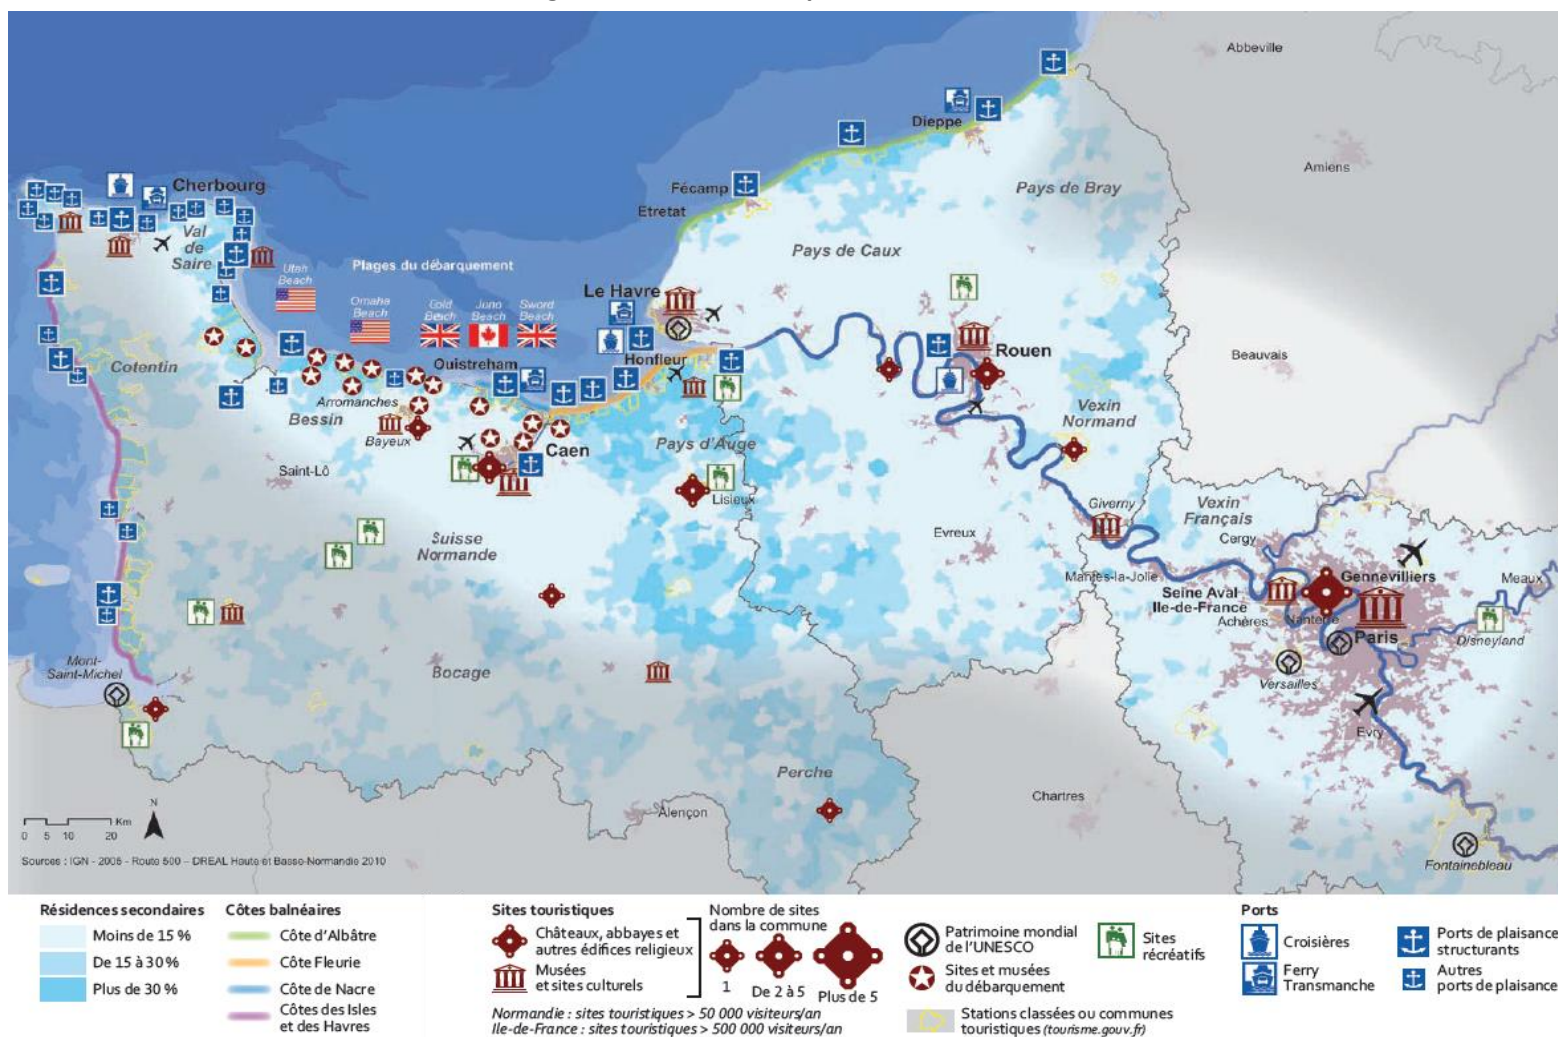 Abbeville
Dieppe
Amiens
Cherbourg
Fécamp
Pays de Bray
Etretat
Val
de
Saire
Pays de Caux
Plages du débarquement
Utah
Beach
Omaha
Beach
Gold
Beach
Juno
Beach
Sword
Beach
Le Havre
Rouen
Beauvais
Cotentin
Ouistreham
Honfleur
Arromanches
Bessin
Bayeux
Vexin
Normand
Pays d'Auge
Caen
Saint-Lô
Lisieux
Giverny
Vexin
Français
Suisse
Normande
Evreux
Cergy
Mantes-la-Jolie
Gennevilliers
Meaux
Seine Aval
Ile-de-France
Achères
Nanterre
Paris
Disneyland
Mont-
Saint-Michel
Bocage
Versailles
Evry
Perche
Chartres
Alençon
N
Km
0 5 10 20
Sources : IGN - 2005 - Route 500 – DREAL Haute et Basse-Normandie 2010
Fontainebleau
Résidences secondaires
Moins de 15 %
De 15 à 30 %
Plus de 30 %
Côtes balnéaires
Côte d'Albâtre
Côte Fleurie
Côte de Nacre
Côtes des Isles
et des Havres
Sites touristiques
Châteaux, abbayes et
autres édifices religieux
Musées
et sites culturels
Nombre de sites
dans la commune
1
De 2 à 5
Plus de 5
Normandie : sites touristiques > 50 000 visiteurs/an
Ile-de-France : sites touristiques > 500 000 visiteurs/an
Patrimoine mondial
de l'UNESCO
Sites et musées
du débarquement
Stations classées ou communes
touristiques (tourisme.gouv.fr)
Sites
récréatifs
Ports
Croisières
Ferry
Transmanche
Ports de plaisance
structurants
Autres
ports de plaisance